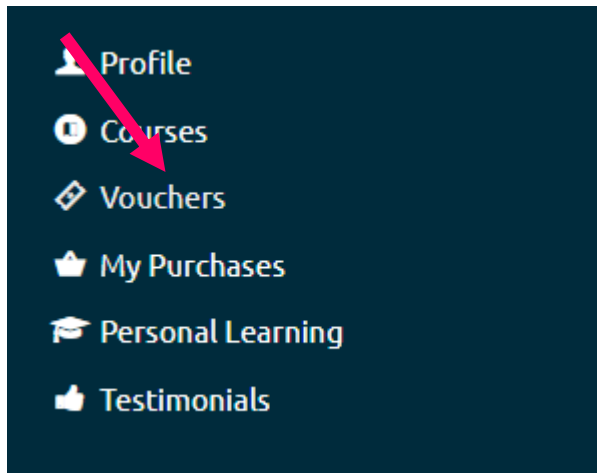 Profile
Courses
Vouchers
My Purchases
Personal Learning
Testimonials